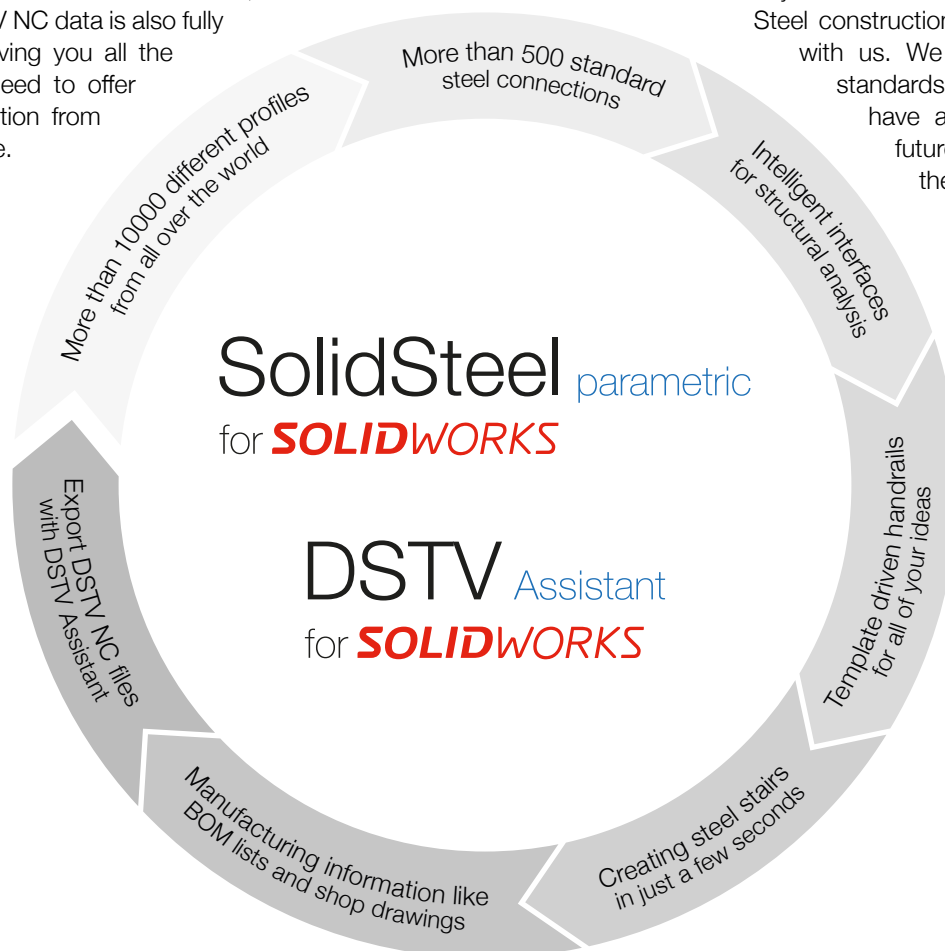 V NC data is also fully
ving you all the
eed to offer
tion from
e.
Steel construction
with us. We
standards
have a
future
the
More than 10000 different profiles
from all over the world
More than 500 standard
steel connections
Intelligent interfaces
for structural analysis
Template driven handrails
for all of your ideas
Creating steel stairs
in just a few seconds
Manufacturing information like
BOM lists and shop drawings
Export DSTV NC files
with DSTV Assistant
SolidSteel parametric
for SOLIDWORKS
DSTV Assistant
for SOLIDWORKS